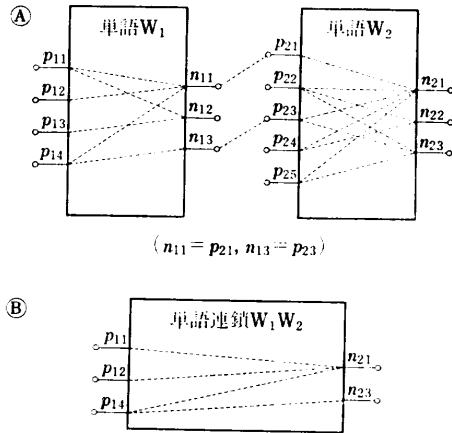 Ⓐ
単語W₁
単語W₂
p₁₁
p₁₂
p₁₃
p₁₄
n₁₁
n₁₂
n₁₃
p₂₁
p₂₂
p₂₃
p₂₄
p₂₅
n₂₁
n₂₂
n₂₃
(n₁₁=p₂₁, n₁₃=p₂₃)
Ⓑ
単語連鎖W₁W₂
p₁₁
p₁₂
p₁₄
n₂₁
n₂₃